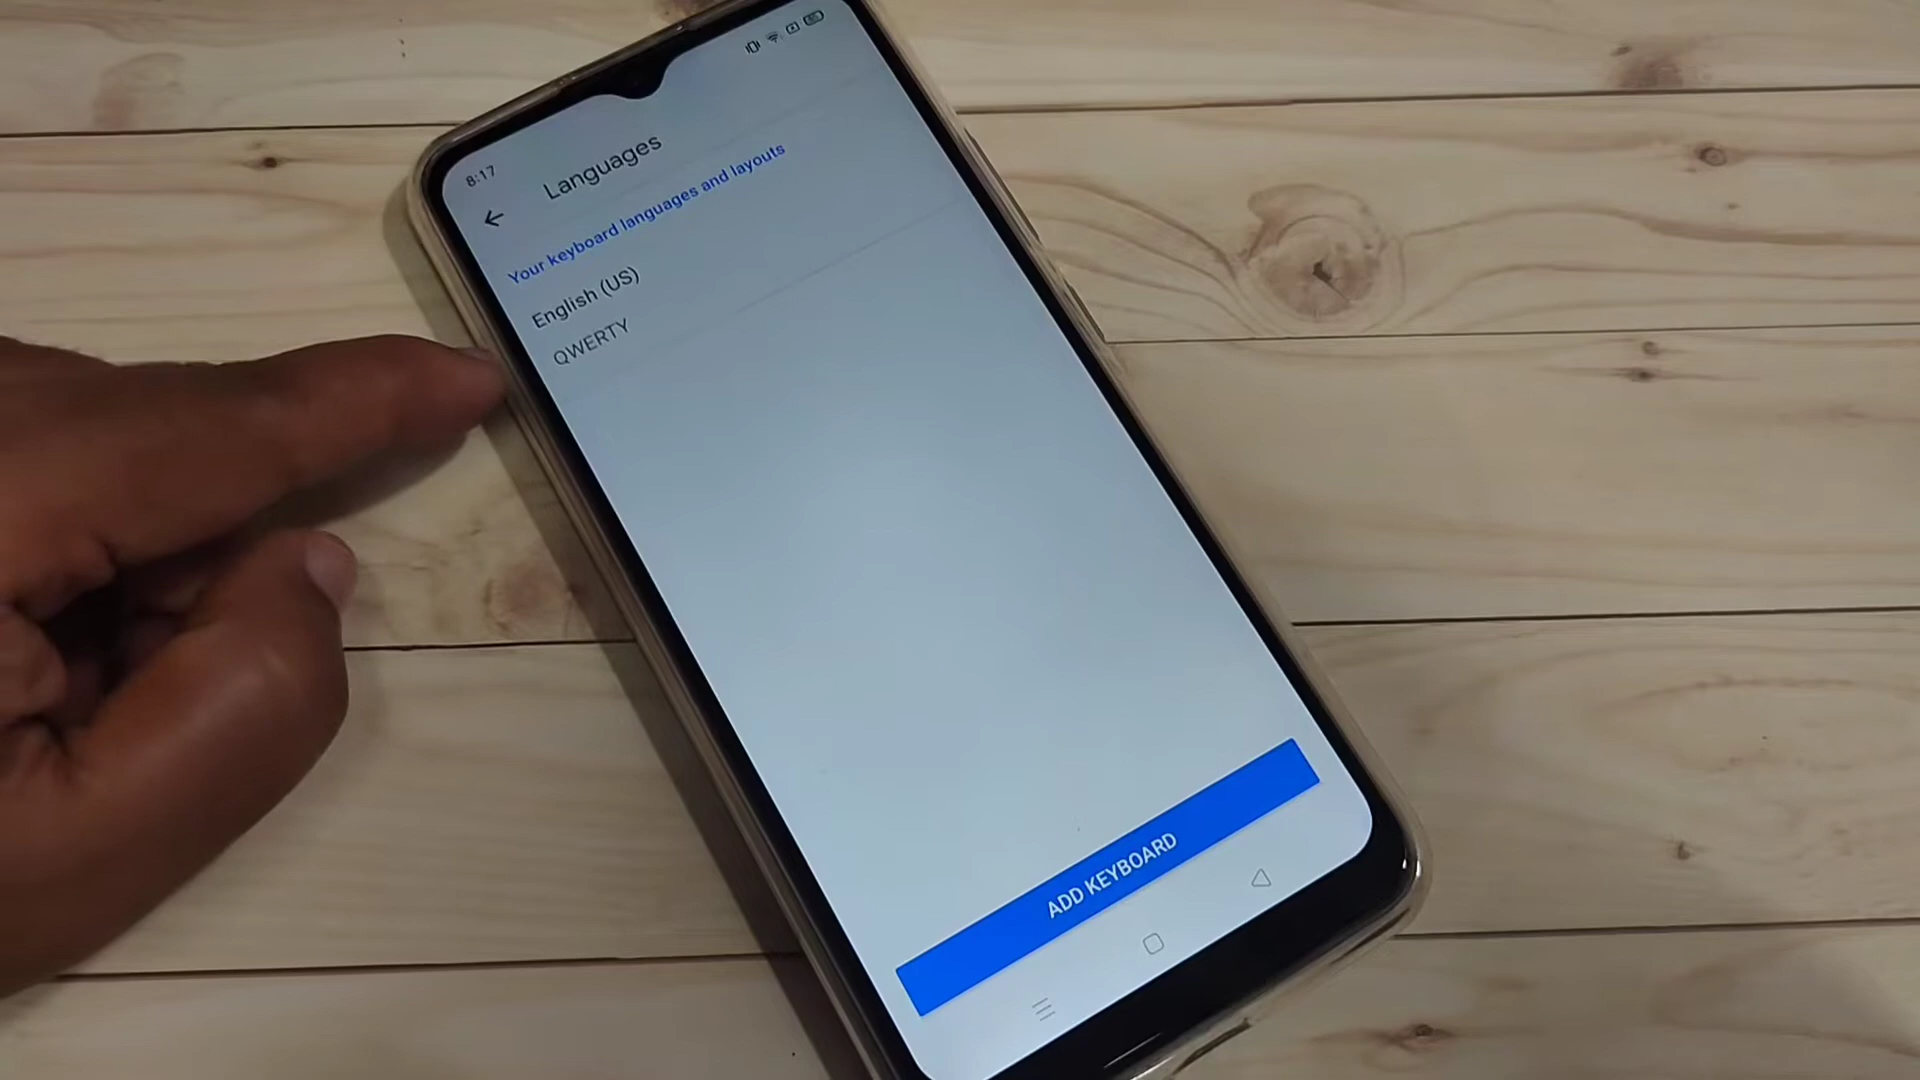 8:17
Languages
Your keyboard languages and layouts
English (US)
QWERTY
ADD KEYBOARD